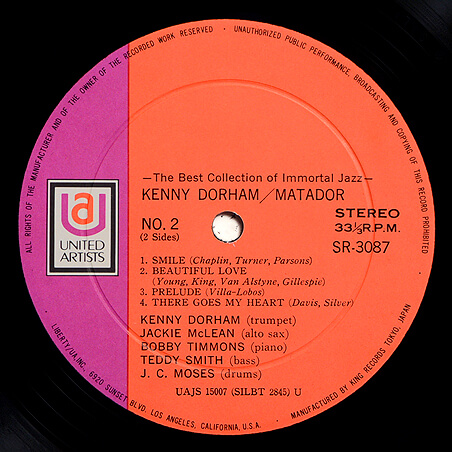 ALL RIGHTS OF THE MANUFACTURER AND OF THE OWNER OF THE RECORDED WORK RESERVED • UNAUTHORIZED PUBLIC PERFORMANCE, BROADCASTING AND COPYING OF THIS RECORD PROHIBITED
—The Best Collection of Immortal Jazz—
KENNY DORHAM/MATADOR
NO. 2
(2 Sides)
STEREO
33⅓R.P.M.
SR-3087
UA
UNITED
ARTISTS
1. SMILE (Chaplin, Turner, Parsons)
2. BEAUTIFUL LOVE
(Young, King, Van Alstyne, Gillespie)
3. PRELUDE (Villa-Lobos)
4. THERE GOES MY HEART (Davis, Silver)
KENNY DORHAM (trumpet)
JACKIE McLEAN (alto sax)
BOBBY TIMMONS (piano)
TEDDY SMITH (bass)
J. C. MOSES (drums)
UAJS 15007 (SILBT 2845) U
LIBERTY/UA,INC. 6920 SUNSET BLVD. LOS ANGELES, CALIFORNIA, U.S.A. • MANUFACTURED BY KING RECORDS TOKYO, JAPAN